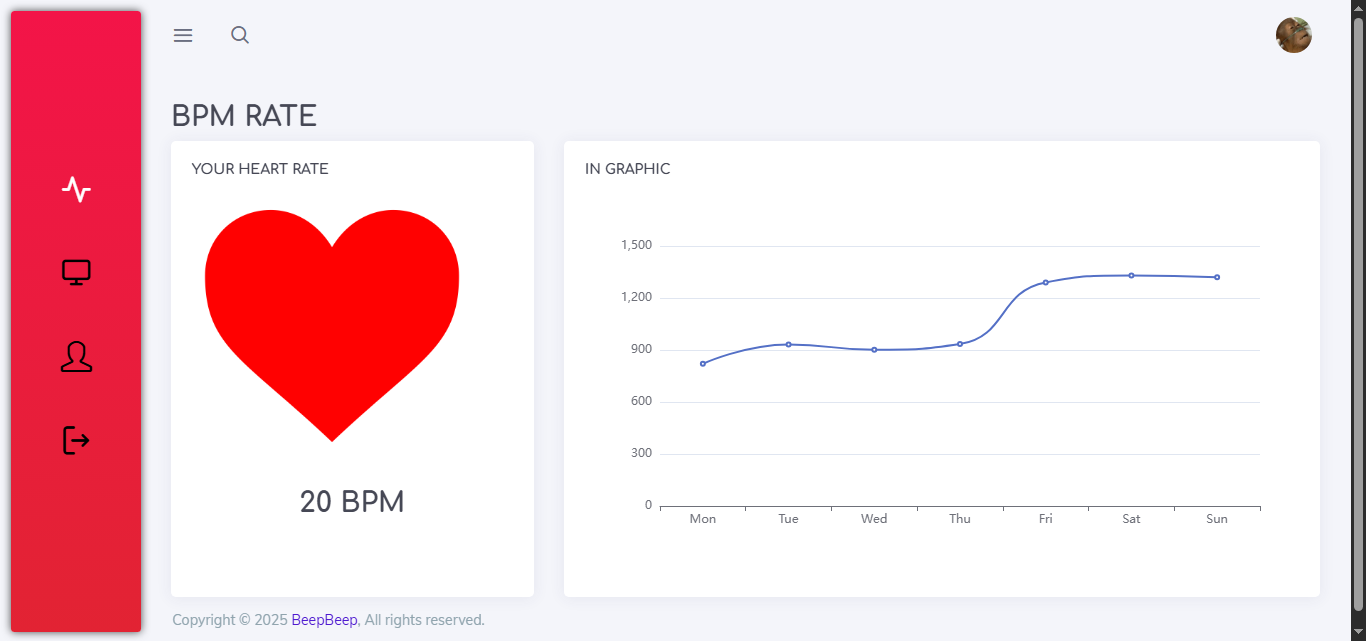 BPM RATE
YOUR HEART RATE
20 BPM
IN GRAPHIC
1,500
1,200
900
600
300
0
Mon Tue Wed Thu Fri Sat Sun
Copyright © 2025 BeepBeep, All rights reserved.